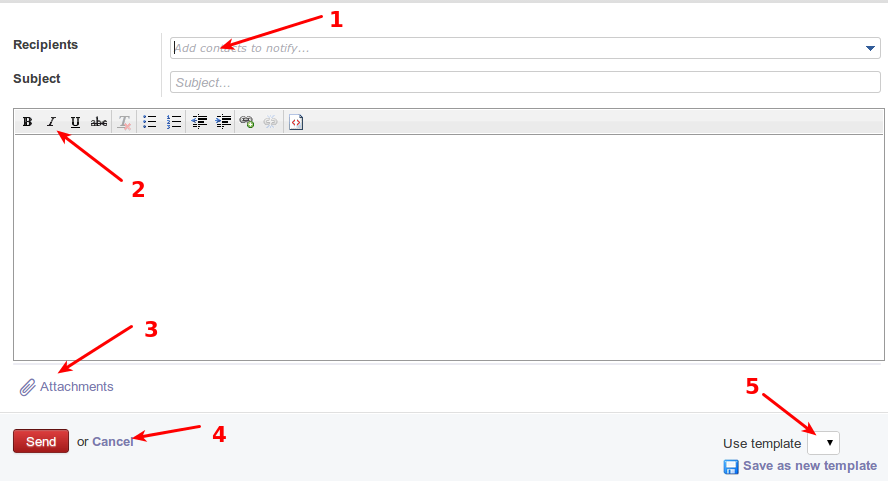 1
Recipients
Add contacts to notify...
Subject
Subject...
B I U abc T
2
3
Attachments
4
5
Send or Cancel
Use template
Save as new template